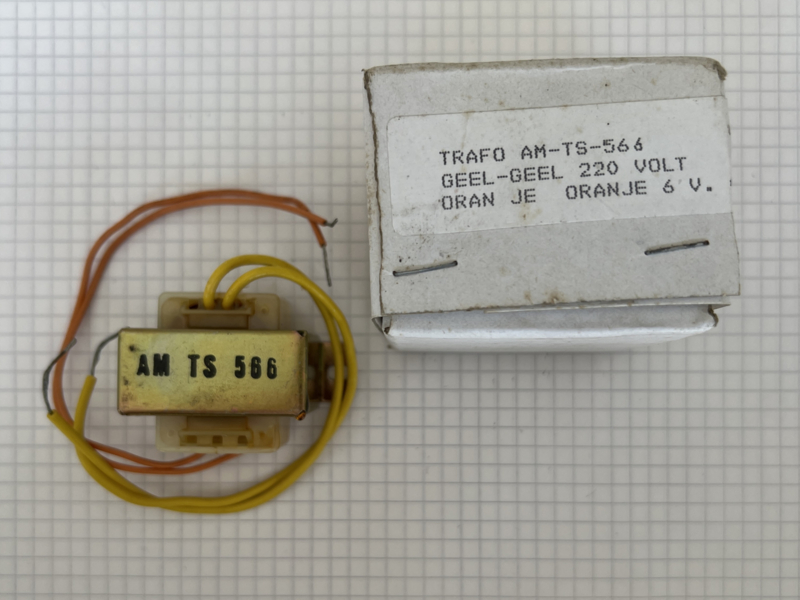 TRAFO AM-TS-566
GEEL-GEEL 220 VOLT
ORAN JE ORANJE 6 V.
AM TS 566